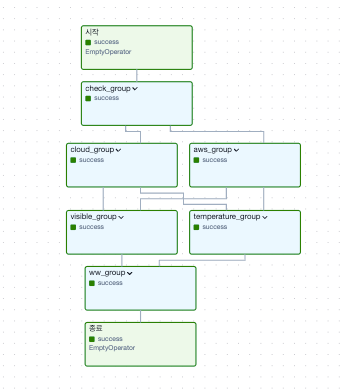 시작
success
EmptyOperator
check_group
success
cloud_group
success
aws_group
success
visible_group
success
temperature_group
success
ww_group
success
종료
success
EmptyOperator